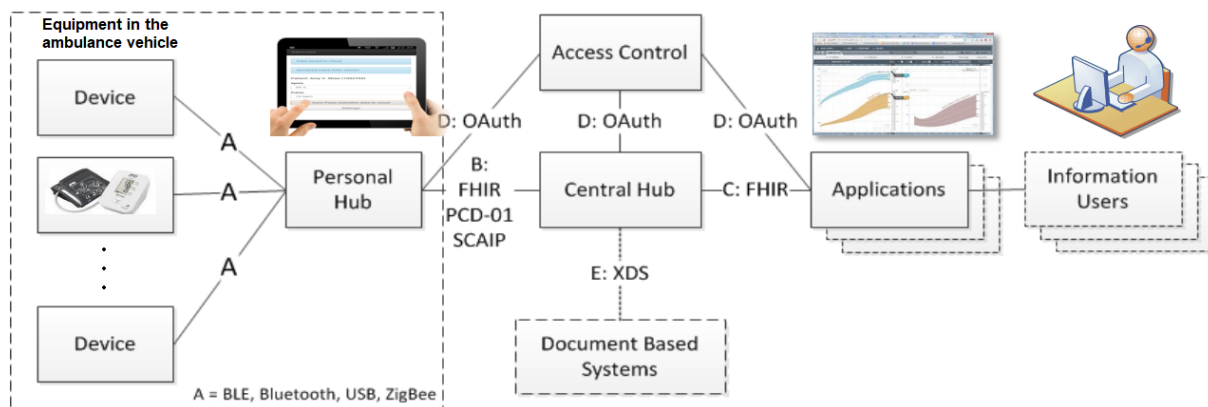 Equipment in the
ambulance vehicle
Device
A
A
A
Device
Personal
Hub
A = BLE, Bluetooth, USB, ZigBee
Access Control
D: OAuth
D: OAuth
D: OAuth
B:
FHIR
PCD-01
SCAIP
Central Hub
C: FHIR
Applications
Information
Users
E: XDS
Document Based
Systems